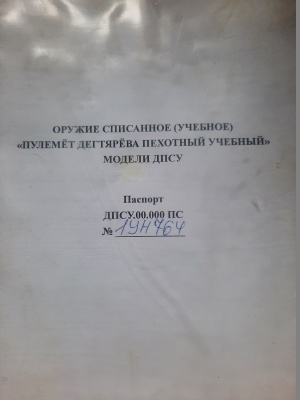 ОРУЖИЕ СПИСАННОЕ (УЧЕБНОЕ)
«ПУЛЕМЁТ ДЕГТЯРЁВА ПЕХОТНЫЙ УЧЕБНЫЙ»
МОДЕЛИ ДПСУ
Паспорт
ДПСУ.00.000 ПС
№ 1УН764